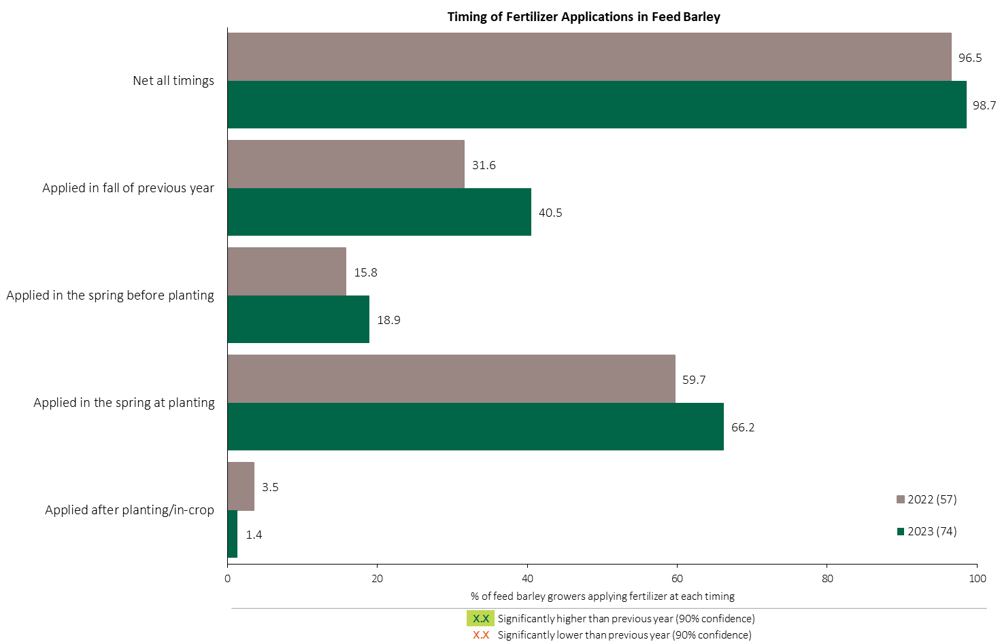 Timing of Fertilizer Applications in Feed Barley
Net all timings
96.5
98.7
Applied in fall of previous year
31.6
40.5
Applied in the spring before planting
15.8
18.9
Applied in the spring at planting
59.7
66.2
Applied after planting/in-crop
3.5
1.4
2022 (57)
2023 (74)
0 20 40 60 80 100
% of feed barley growers applying fertilizer at each timing
X.X Significantly higher than previous year (90% confidence)
X.X Significantly lower than previous year (90% confidence)